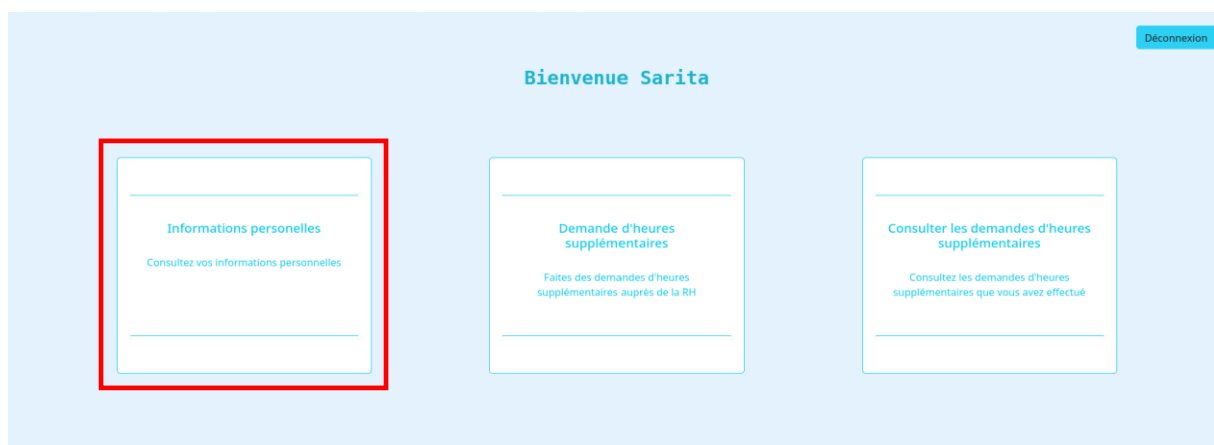 Déconnexion
Bienvenue Sarita
Informations personelles
Consultez vos informations personnelles
Demande d'heures
supplémentaires
Faites des demandes d'heures
supplémentaires auprès de la RH
Consulter les demandes d'heures
supplémentaires
Consultez les demandes d'heures
supplémentaires que vous avez effectué